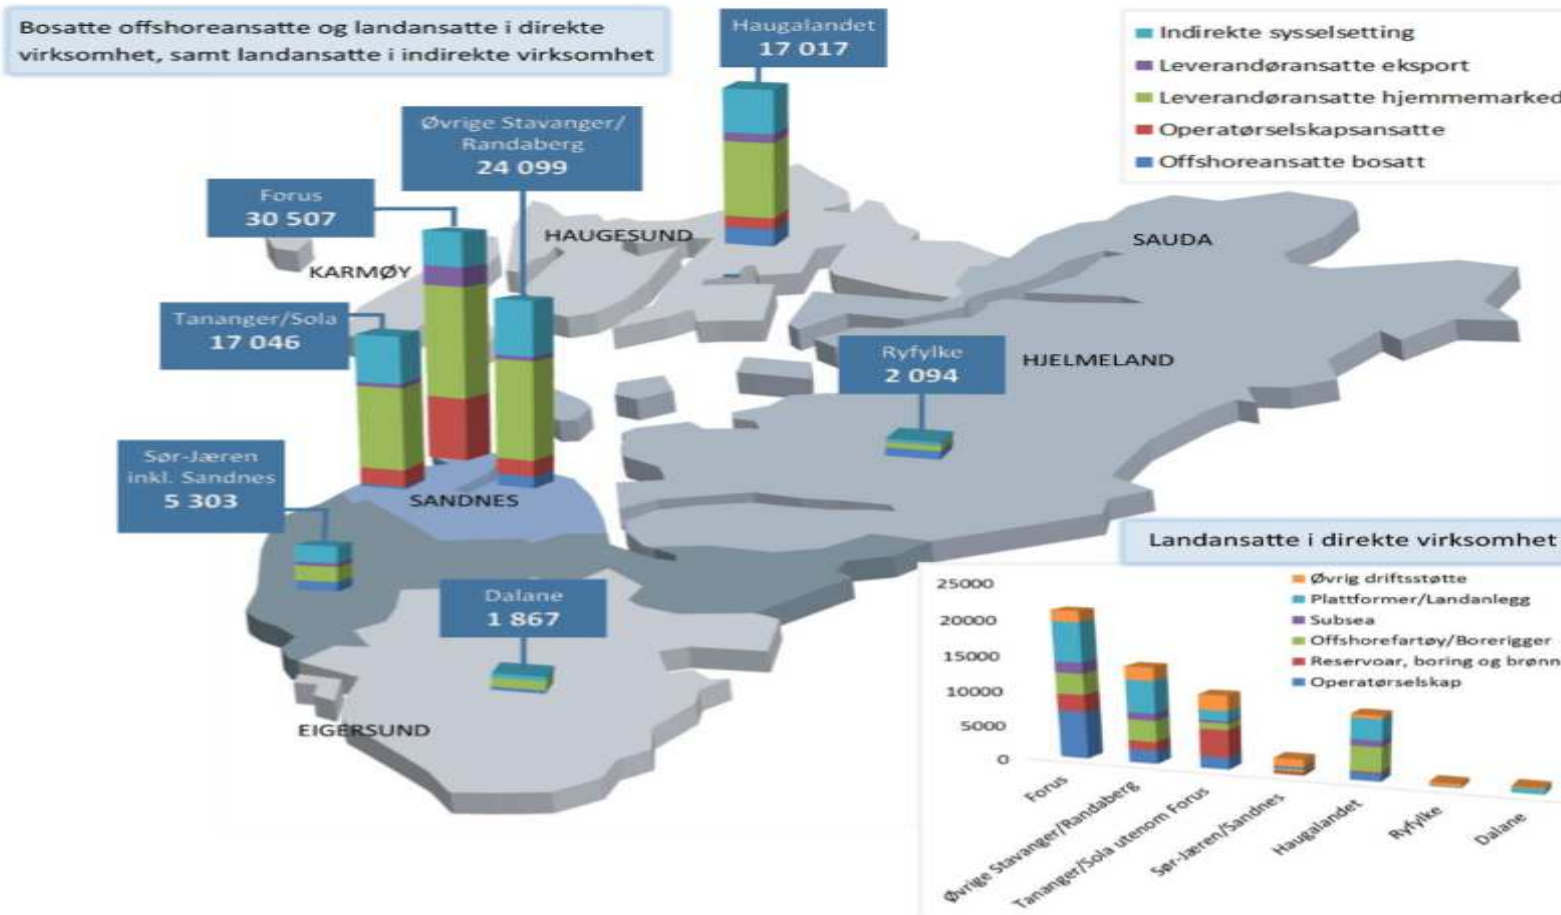 Bosatte offshoreansatte og landansatte i direkte
virksomhet, samt landansatte i indirekte virksomhet
Haugalandet
17 017
Indirekte sysselsetting
Leverandøransatte eksport
Leverandøransatte hjemmemarked
Operatørselskapsansatte
Offshoreansatte bosatt
Øvrige Stavanger/
Randaberg
24 099
Forus
30 507
HAUGESUND
SAUDA
KARMØY
Tananger/Sola
17 046
Ryfylke
2 094
HJELMELAND
Sør-Jæren
inkl. Sandnes
5 303
SANDNES
Dalane
1 867
EIGERSUND
Landansatte i direkte virksomhet
25000
20000
15000
10000
5000
0
Øvrig driftsstøtte
Plattformer/Landanlegg
Subsea
Offshorefartøy/Borerigger
Reservoar, boring og brønn
Operatørselskap
Forus
Øvrige Stavanger/Randaberg
Tananger/Sola utenom Forus
Sør-Jæren/Sandnes
Haugalandet
Ryfylke
Dalane